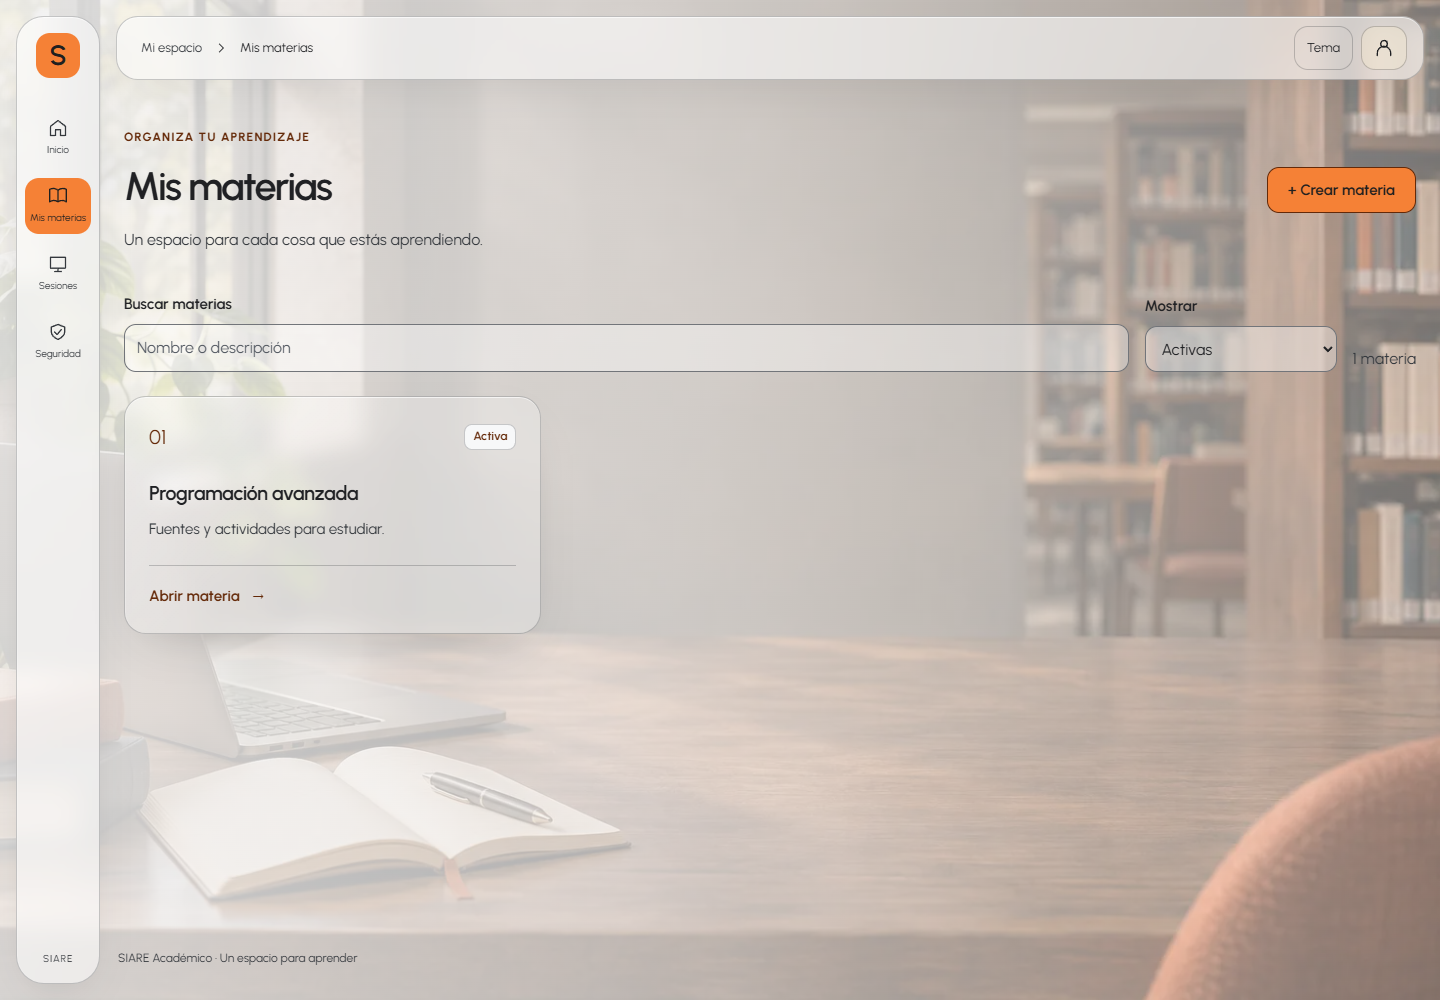 S
Inicio
Mis materias
Sesiones
Seguridad
SIARE
Mi espacio > Mis materias
Tema
ORGANIZA TU APRENDIZAJE
Mis materias
+ Crear materia
Un espacio para cada cosa que estás aprendiendo.
Buscar materias
Nombre o descripción
Mostrar
Activas
1 materia
01
Activa
Programación avanzada
Fuentes y actividades para estudiar.
Abrir materia →
SIARE Académico · Un espacio para aprender